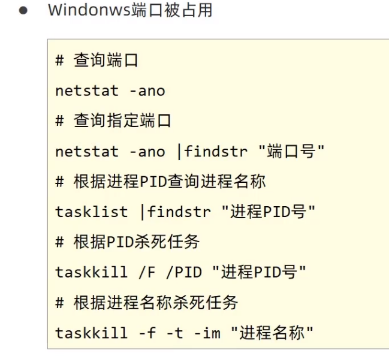 Windonws端口被占用
# 查询端口
netstat -ano
# 查询指定端口
netstat -ano |findstr "端口号"
# 根据进程PID查询进程名称
tasklist |findstr "进程PID号"
# 根据PID杀死任务
taskkill /F /PID "进程PID号"
# 根据进程名称杀死任务
taskkill -f -t -im "进程名称"